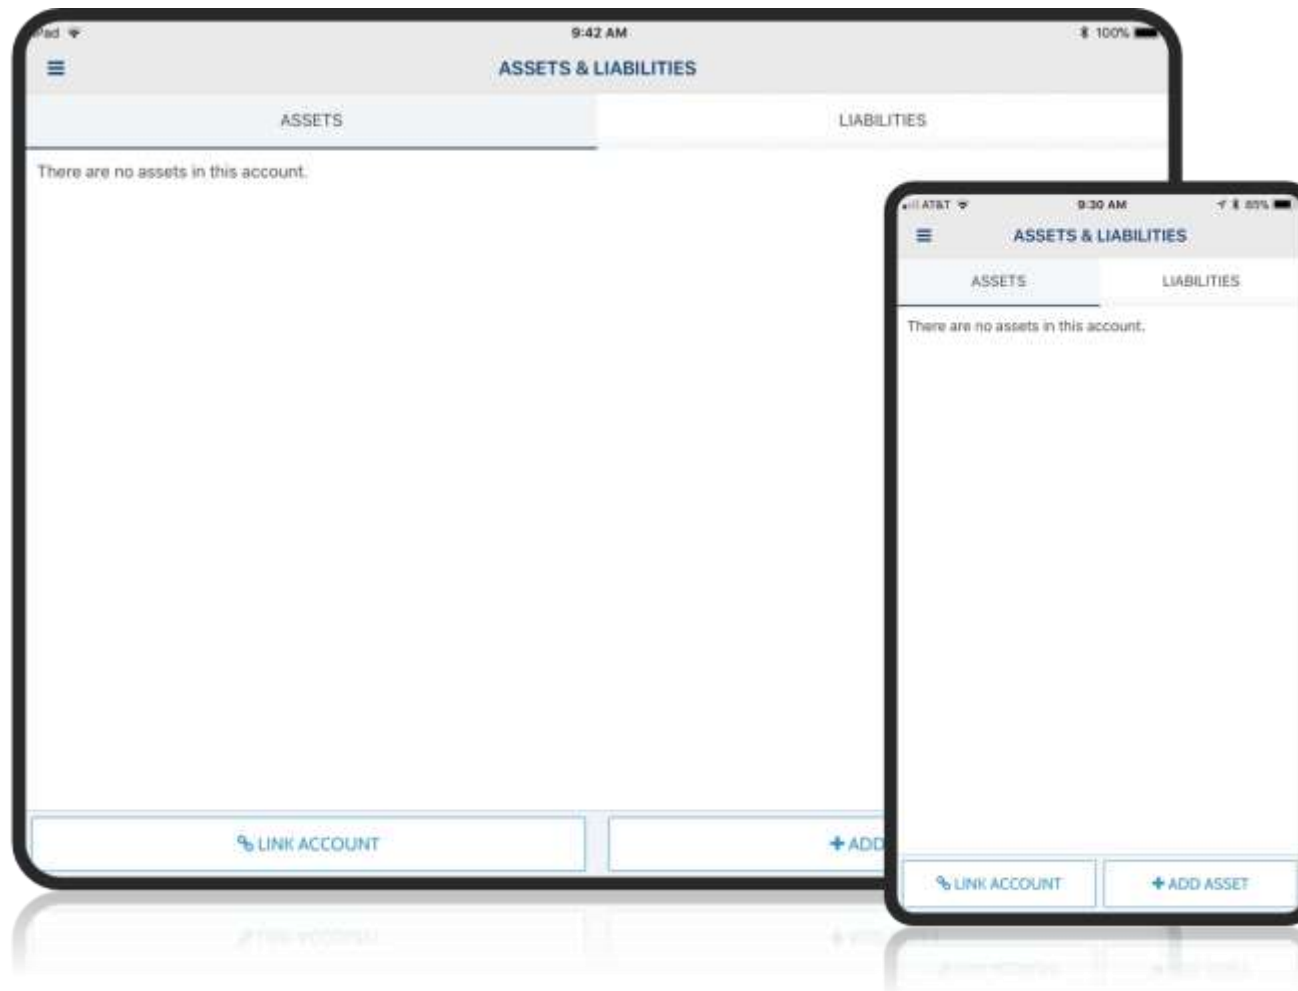 iPad 9:42 AM 100%
ASSETS & LIABILITIES
ASSETS LIABILITIES
There are no assets in this account.
LINK ACCOUNT +ADD
AT&T 9:30 AM 85%
ASSETS & LIABILITIES
ASSETS LIABILITIES
There are no assets in this account.
LINK ACCOUNT +ADD ASSET